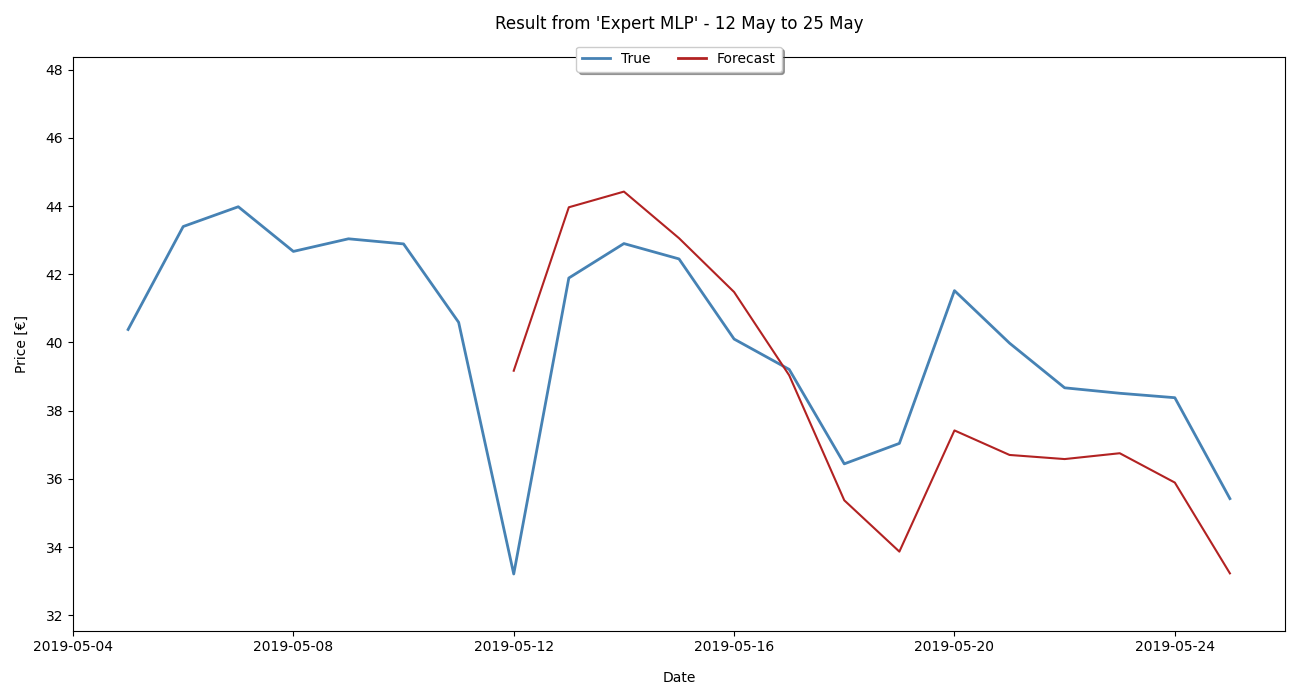 Result from 'Expert MLP' - 12 May to 25 May
True Forecast
48
46
44
42
40
38
36
34
32
Price [€]
2019-05-04 2019-05-08 2019-05-12 2019-05-16 2019-05-20 2019-05-24
Date